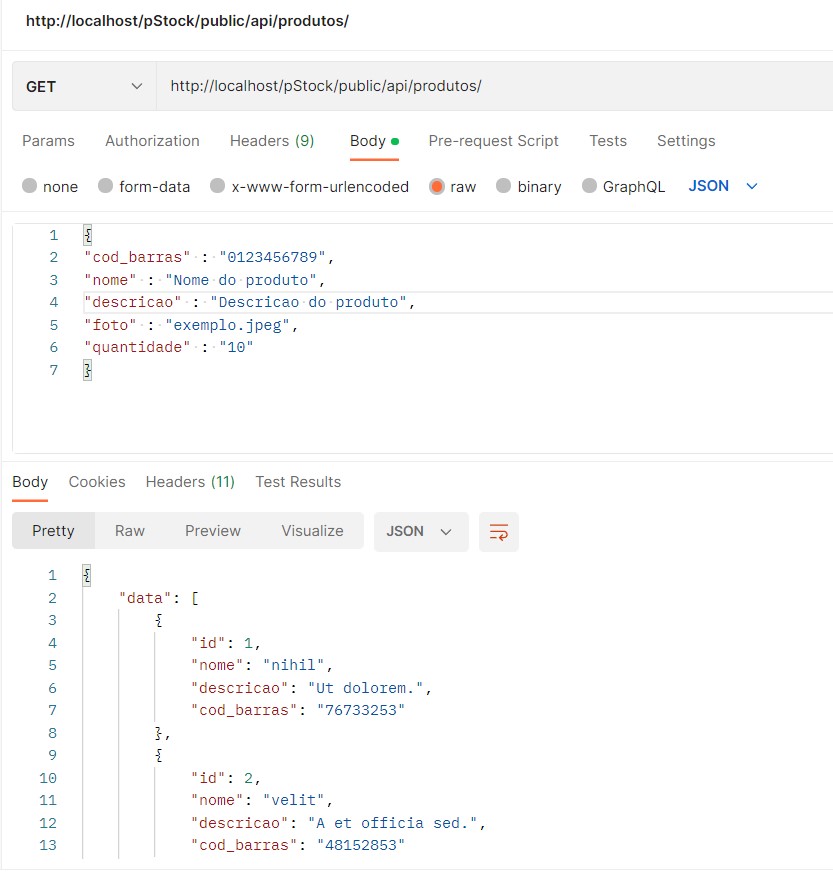 http://localhost/pStock/public/api/produtos/
GET http://localhost/pStock/public/api/produtos/
Params Authorization Headers (9) Body Pre-request Script Tests Settings
none form-data x-www-form-urlencoded raw binary GraphQL JSON
1 {
2 "cod_barras" : "0123456789",
3 "nome" : "Nome do produto",
4 "descricao" : "Descricao do produto",
5 "foto" : "exemplo.jpeg",
6 "quantidade" : "10"
7 }
Body Cookies Headers (11) Test Results
Pretty Raw Preview Visualize JSON
1 {
2 "data": [
3 {
4 "id": 1,
5 "nome": "nihil",
6 "descricao": "Ut dolorem.",
7 "cod_barras": "76733253"
8 },
9 {
10 "id": 2,
11 "nome": "velit",
12 "descricao": "A et officia sed.",
13 "cod_barras": "48152853"